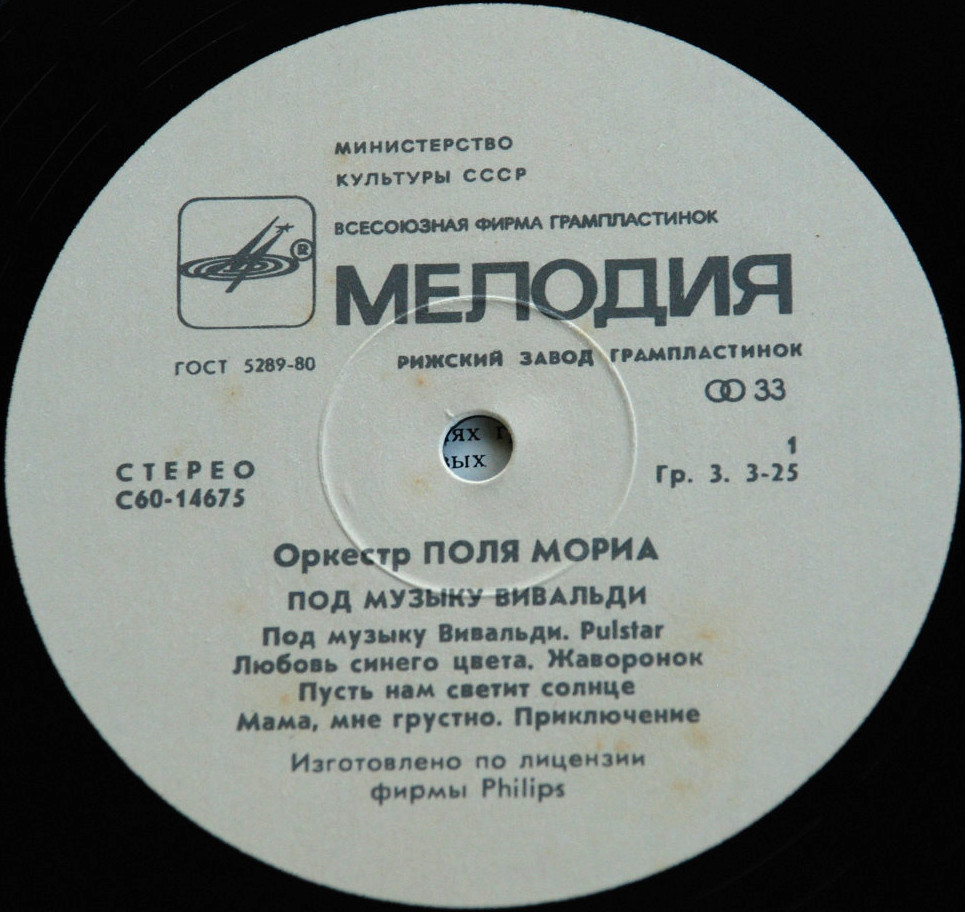 МИНИСТЕРСТВО
КУЛЬТУРЫ СССР
ВСЕСОЮЗНАЯ ФИРМА ГРАМПЛАСТИНОК
®
МЕЛОДИЯ
ГОСТ 5289-80
РИЖСКИЙ ЗАВОД ГРАМПЛАСТИНОК
33
1
СТЕРЕО
Гр. 3. 3-25
С60-14675
Оркестр ПОЛЯ МОРИА
ПОД МУЗЫКУ ВИВАЛЬДИ
Под музыку Вивальди. Pulstar
Любовь синего цвета. Жаворонок
Пусть нам светит солнце
Мама, мне грустно. Приключение
Изготовлено по лицензии
фирмы Philips